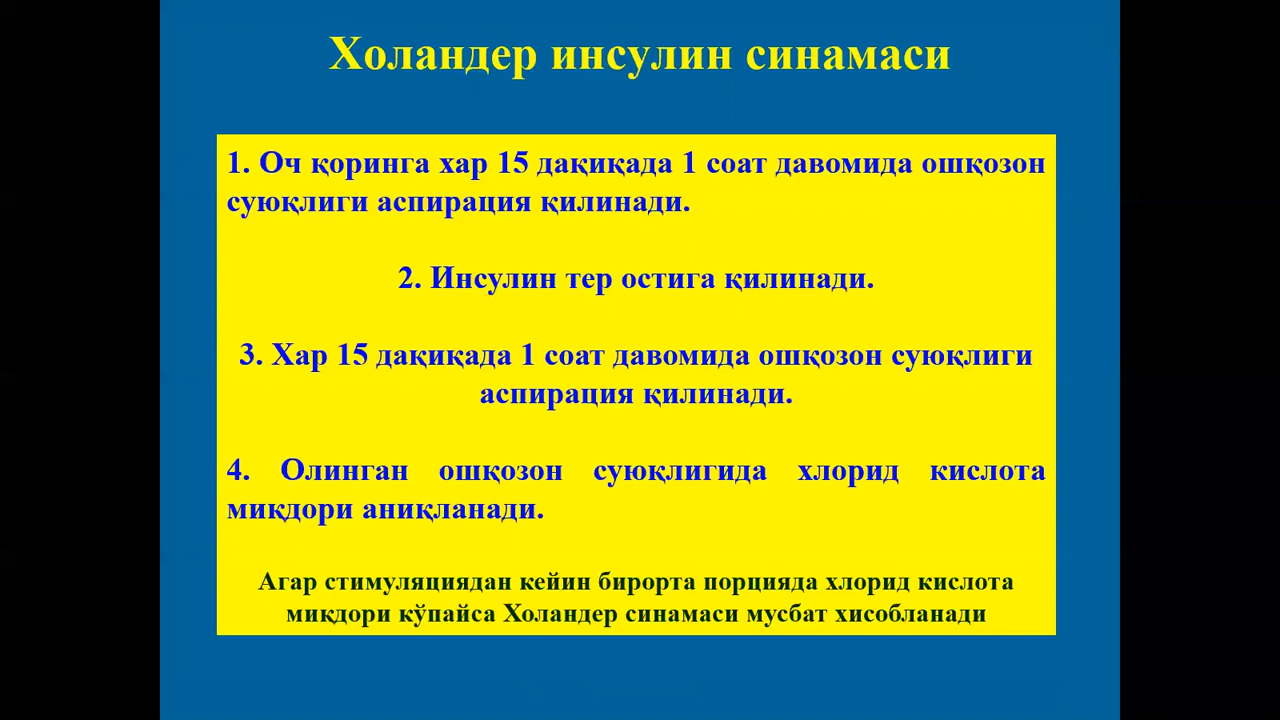 Холандер инсулин синамаси
1. Оч қоринга хар 15 дақиқада 1 соат давомида ошқозон
суюқлиги аспирация қилинади.
2. Инсулин тер остига қилинади.
3. Хар 15 дақиқада 1 соат давомида ошқозон суюқлиги
аспирация қилинади.
4. Олинган ошқозон суюқлигида хлорид кислота
миқдори аниқланади.
Агар стимуляциядан кейин бирорта порцияда хлорид кислота
миқдори кўпайса Холандер синамаси мусбат хисобланади